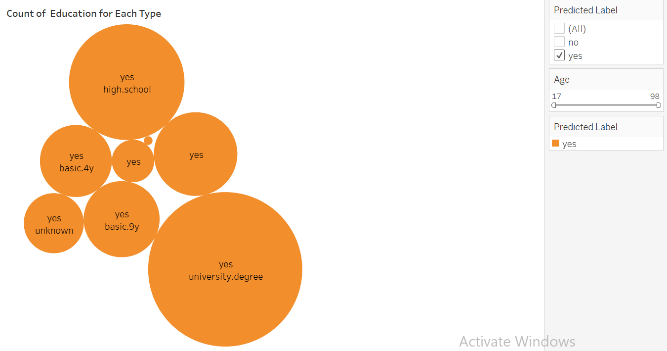 Count of Education for Each Type
yes
high.school
yes
basic.4y
yes
yes
yes
unknown
yes
basic.9y
yes
university.degree
Predicted Label
(All)
no
yes
Age
17 98
Predicted Label
yes
Activate Windows